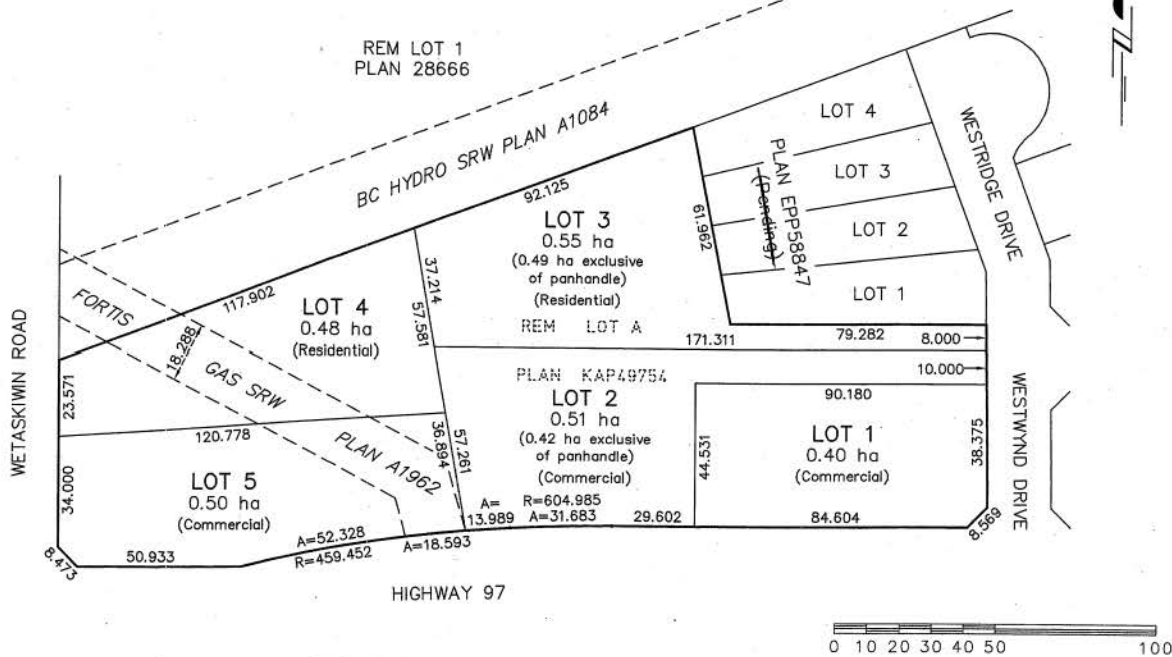 REM LOT 1
PLAN 28666
BC HYDRO SRW PLAN A1084
LOT 4
LOT 3
LOT 2
LOT 1
PLAN EPP58847
(Pending)
WESTRIDGE DRIVE
92.125
61.962
LOT 3
0.55 ha
(0.49 ha exclusive
of panhandle)
(Residential)
REM LOT A
171.311
79.282
8.000
10.000
37.214
57.581
117.902
LOT 4
0.48 ha
(Residential)
FORTIS
GAS SRW
PLAN A1962
18.288
WETASKIWIN ROAD
23.571
34.000
120.778
36.894
57.261
PLAN KAP49754
LOT 2
0.51 ha
(0.42 ha exclusive
of panhandle)
(Commercial)
44.531
90.180
LOT 1
0.40 ha
(Commercial)
38.375
WESTWYND DRIVE
LOT 5
0.50 ha
(Commercial)
8.473
50.933
A=52.328
R=459.452
A=18.593
A=
13.989
R=604.985
A=31.683
29.602
84.604
8.569
HIGHWAY 97
0 10 20 30 40 50 100